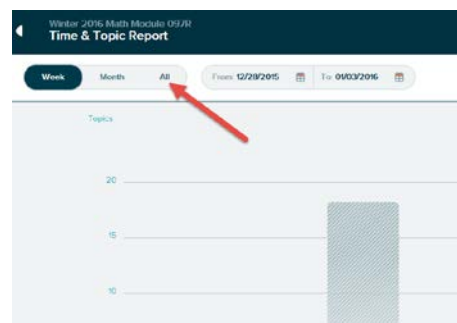 Winter 2016 Math Module 097R
Time & Topic Report
Week Month All From: 12/28/2015 To: 01/03/2016
Topics
20
15
10